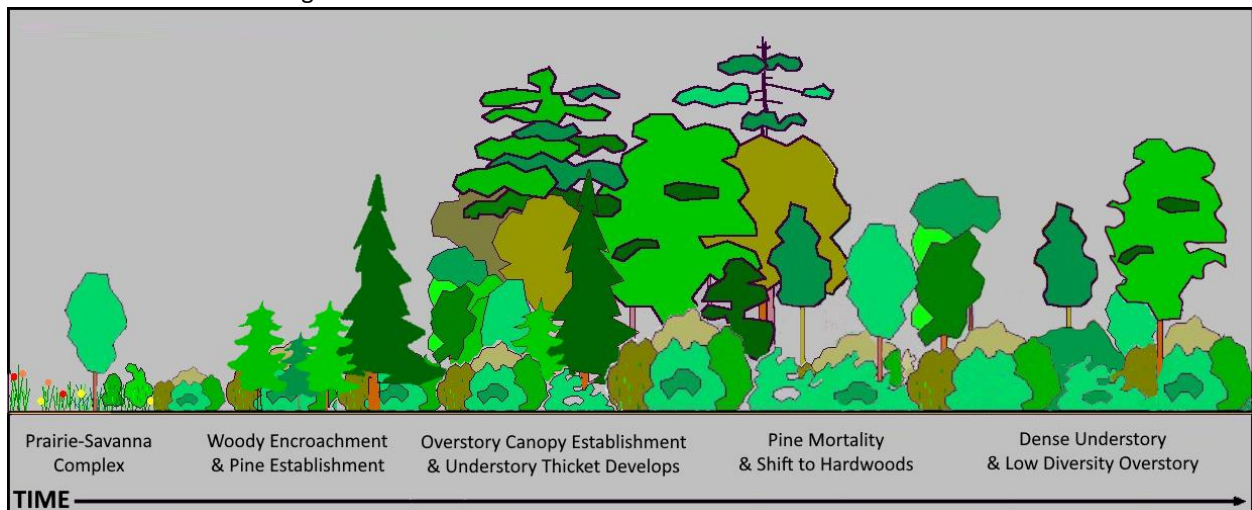 Prairie-Savanna
Complex
Woody Encroachment
& Pine Establishment
Overstory Canopy Establishment
& Understory Thicket Develops
Pine Mortality
& Shift to Hardwoods
Dense Understory
& Low Diversity Overstory
TIME